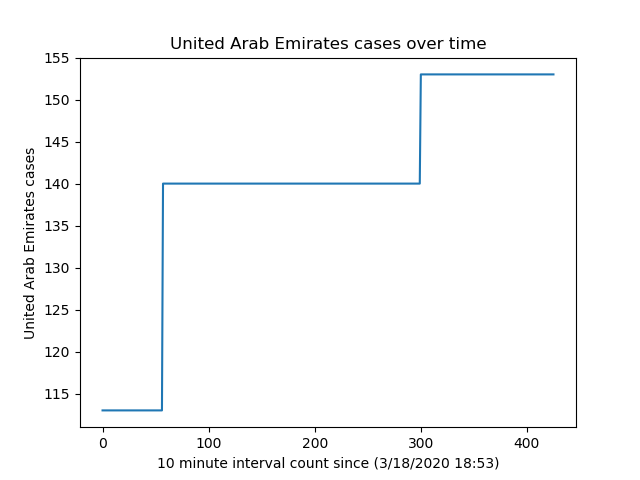 United Arab Emirates cases over time
155
150
145
140
135
130
125
120
115
United Arab Emirates cases
0 100 200 300 400
10 minute interval count since (3/18/2020 18:53)